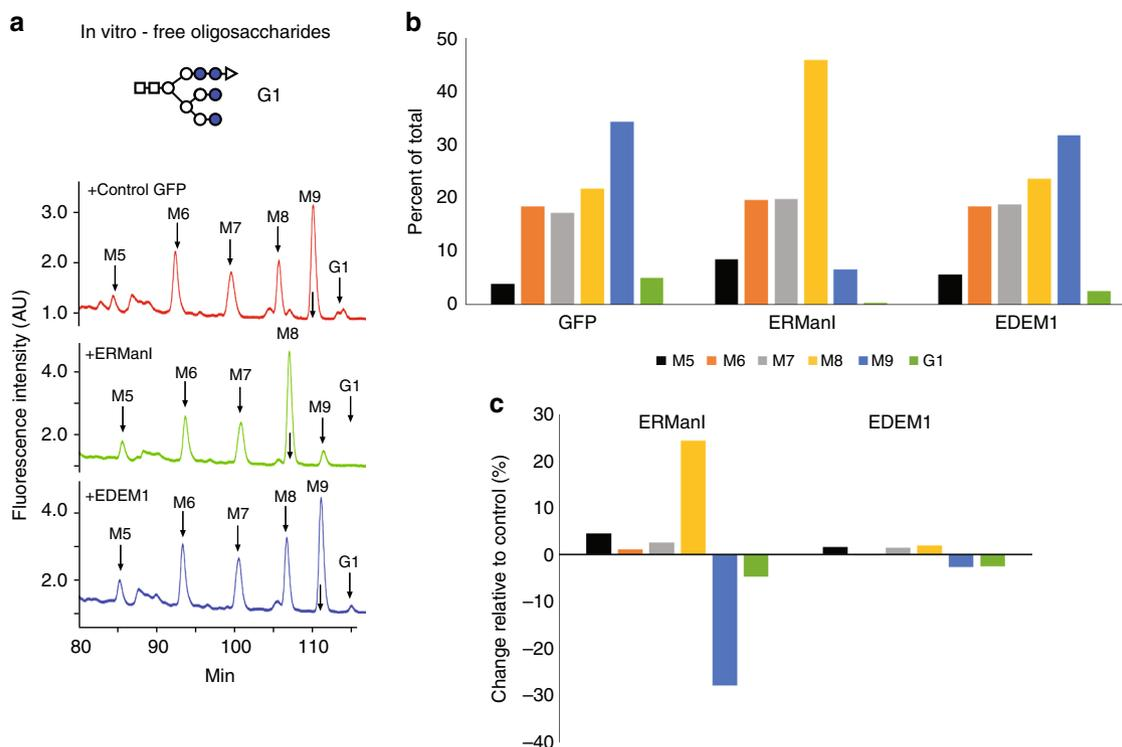 a
In vitro - free oligosaccharides
G1
Fluorescence intensity (AU)
+Control GFP
3.0
2.0
1.0
M5
M6
M7
M8
M9
G1
+ERManI
4.0
2.0
M5
M6
M7
M8
M9
G1
+EDEM1
4.0
2.0
M5
M6
M7
M8
M9
G1
80 90 100 110
Min
b
Percent of total
50
40
30
20
10
0
GFP ERManI EDEM1
M5 M6 M7 M8 M9 G1
c
Change relative to control (%)
ERManI EDEM1
30
20
10
0
–10
–20
–30
–40